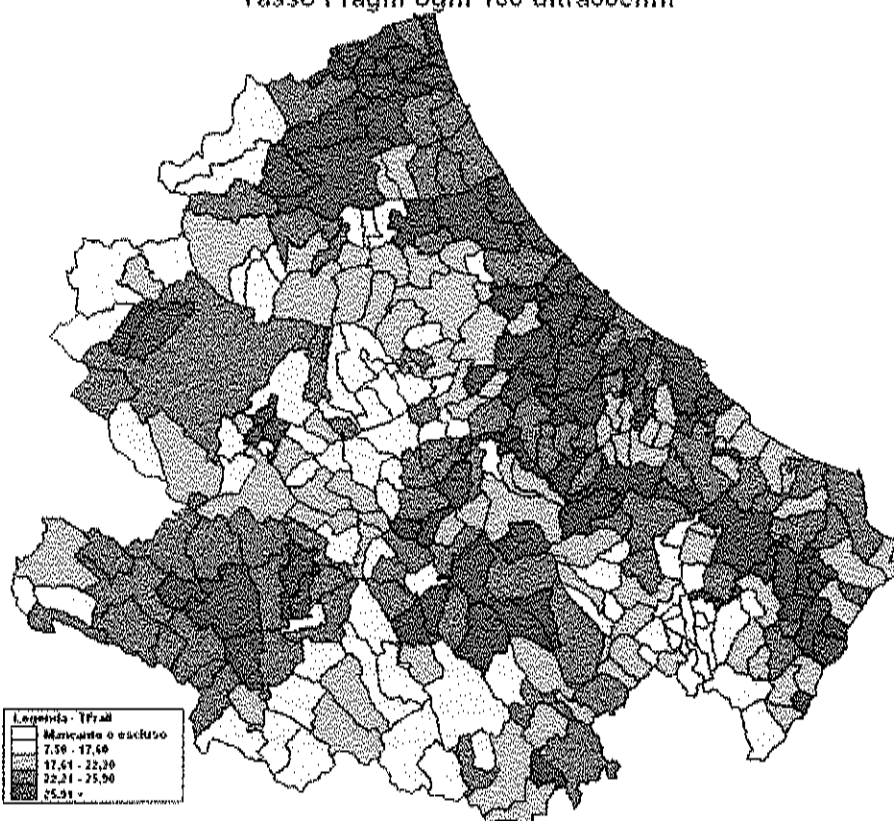 Tasso Fragili ogni 100 ultra65enni
Legenda - TFrail
Mancante o escluso
7,50 - 17,60
17,61 - 22,20
22,21 - 25,90
25,91 +